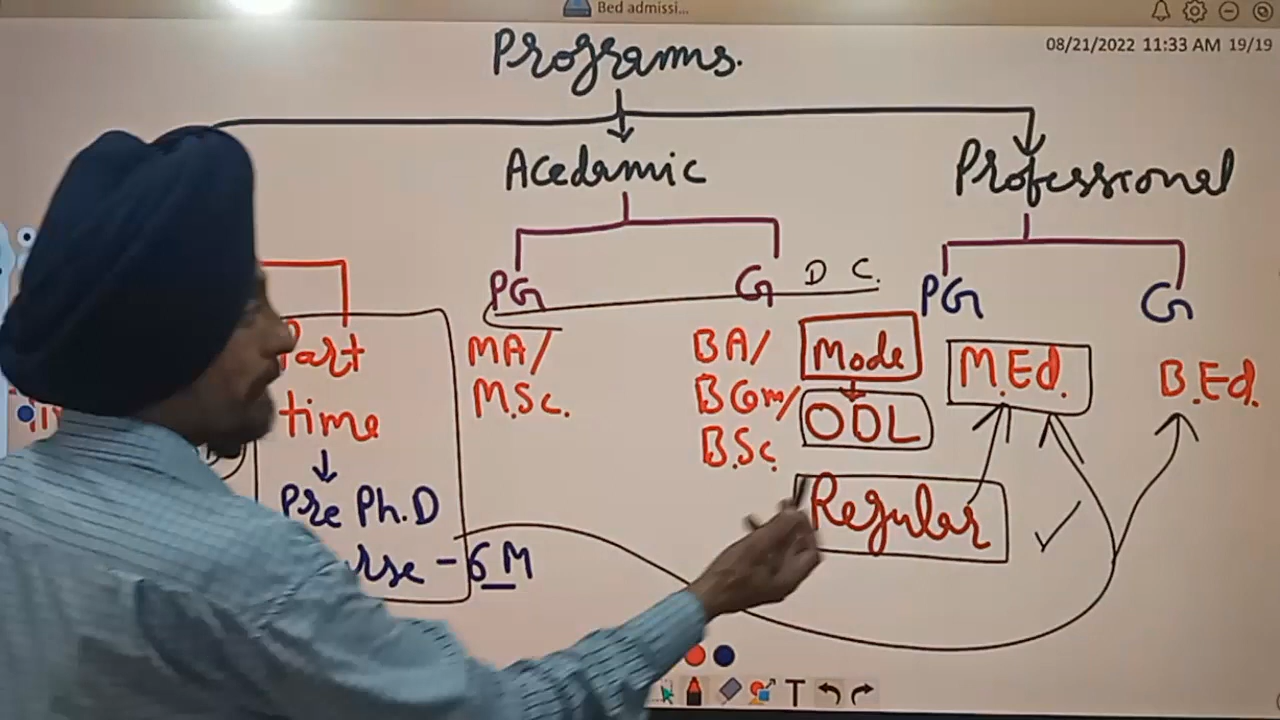 Bed admissi...
08/21/2022 11:33 AM 19/19
Programs.
Acedamic
Professional
PG
G
D C.
PG
G
Part
time
Pre Ph.D
- 6 M
MA/
M.Sc.
BA/
BCom/
B.Sc.
Mode
ODL
Regular
M.Ed.
B.Ed.
T